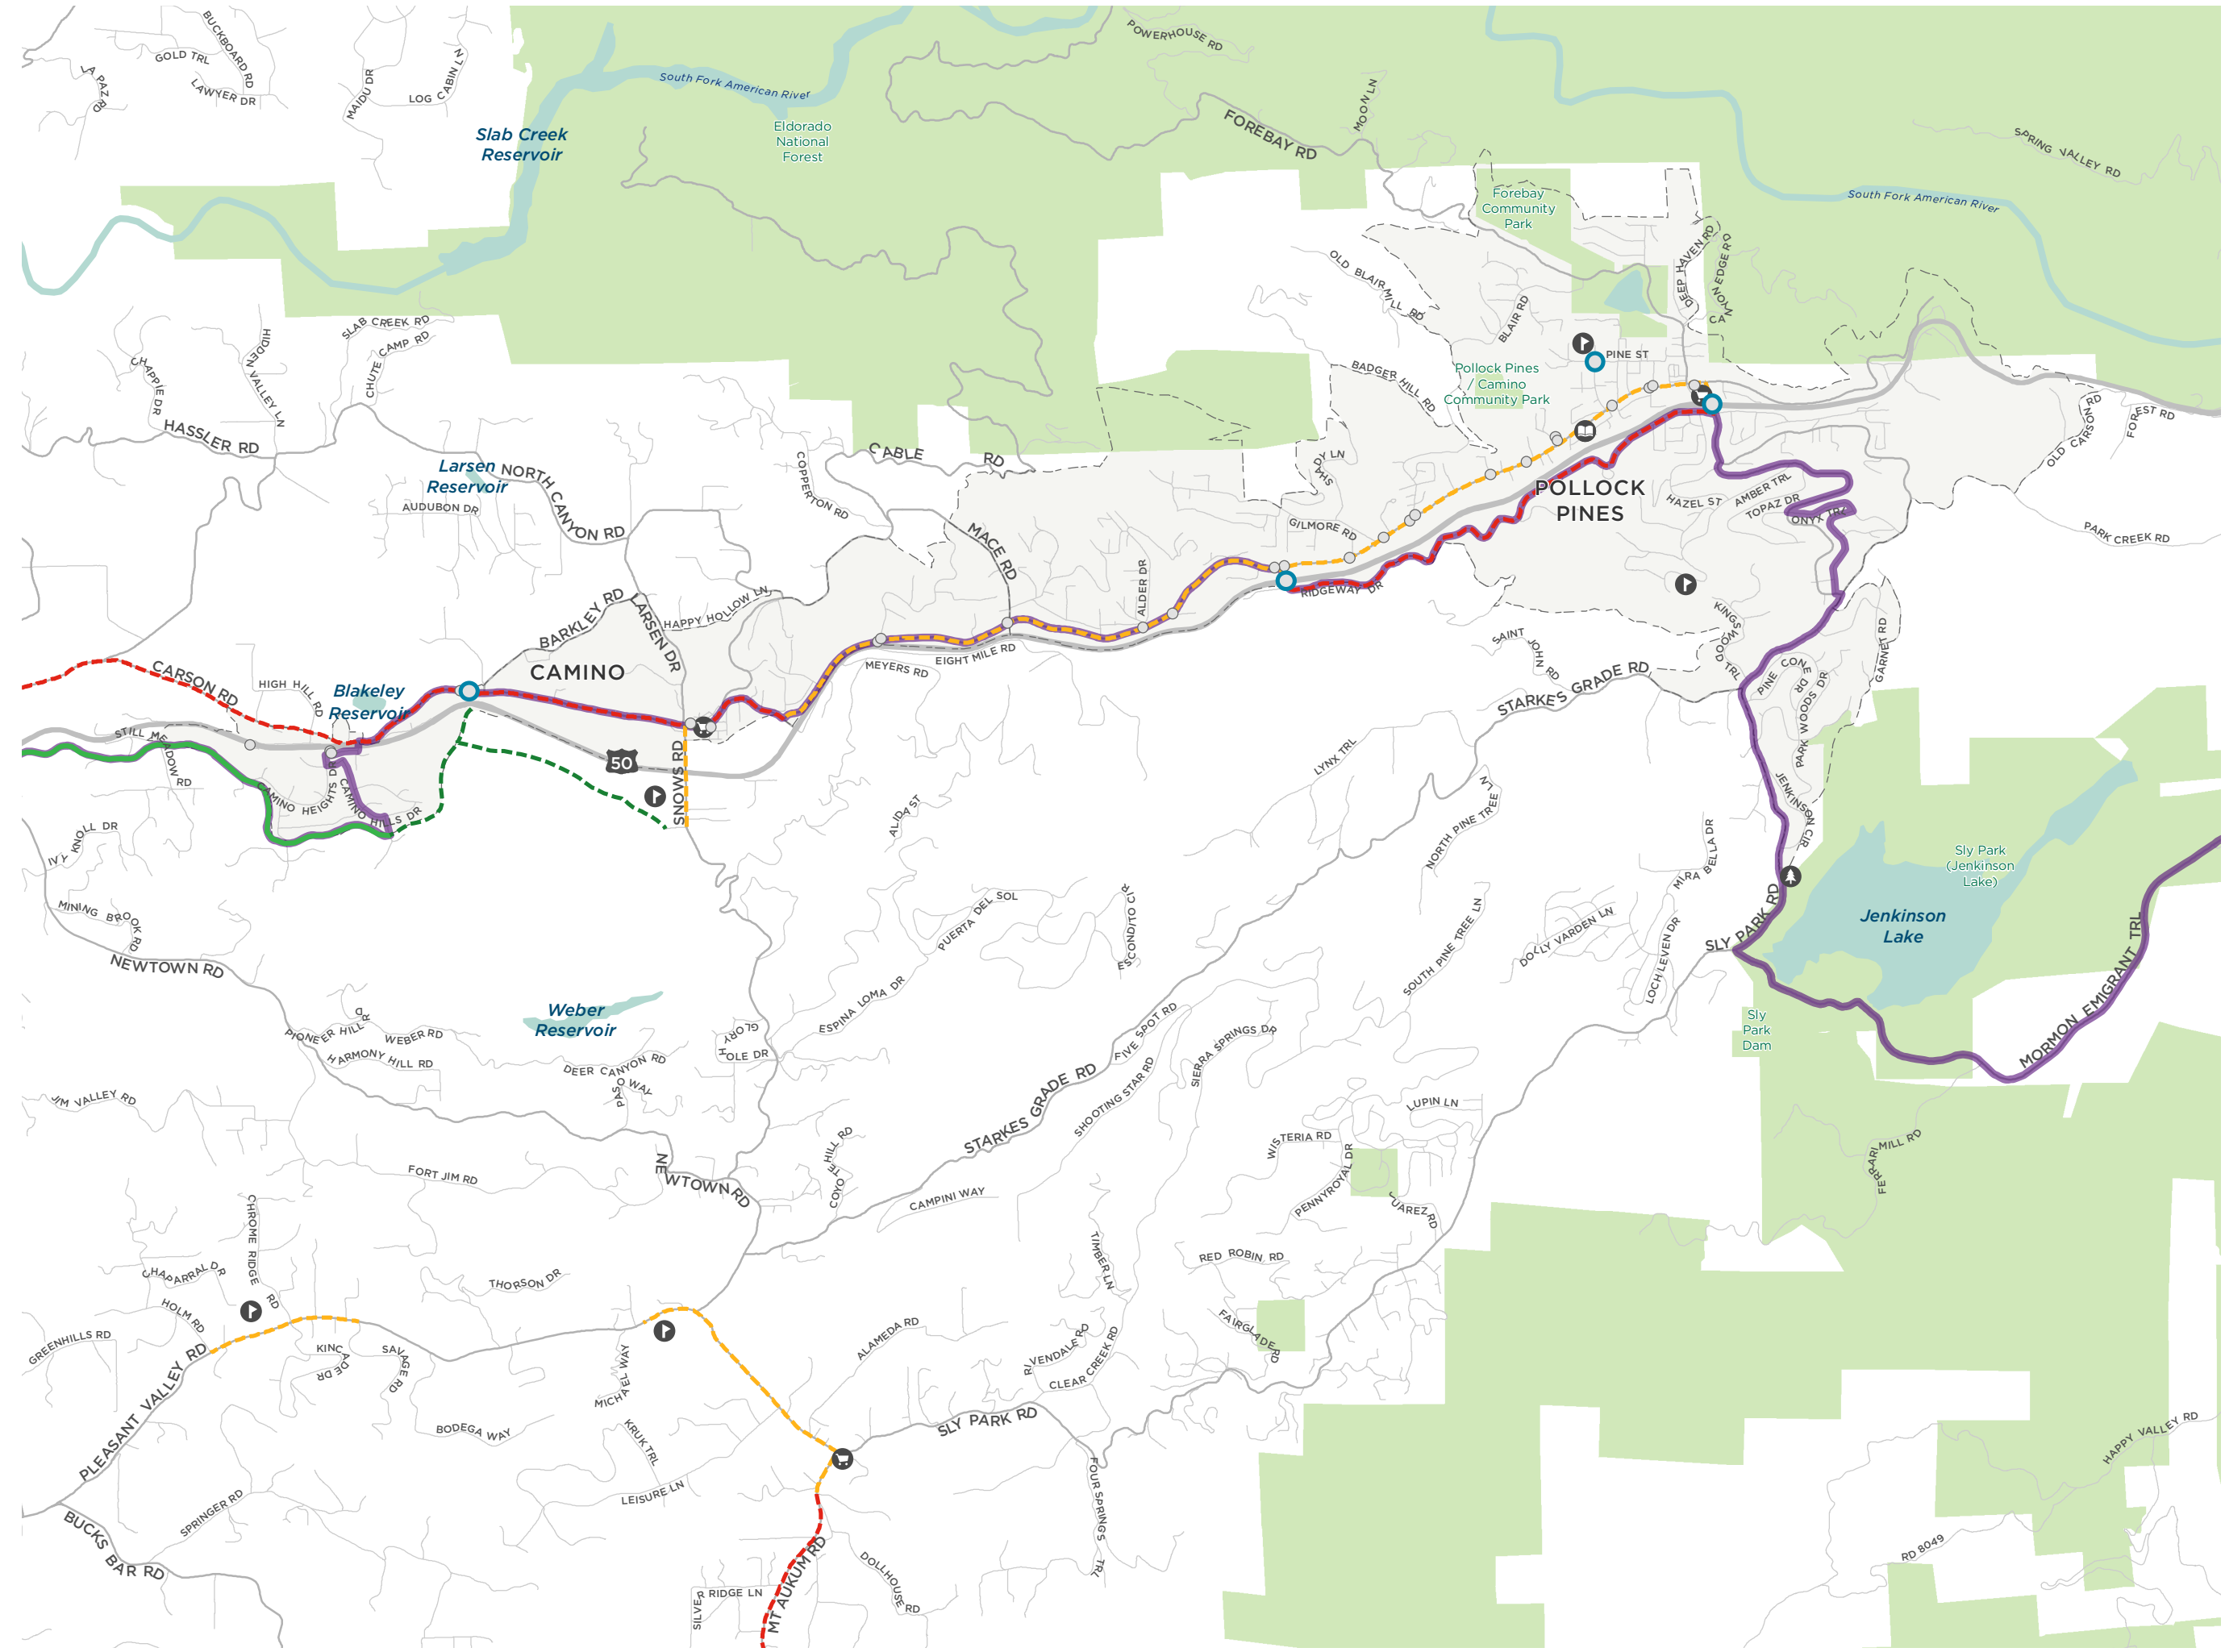 BUCKBOARD RD
GOLD TRL
LA PAZ RD
LAWYER DR
MAIDU DR
LOG CABIN LN
POWERHOUSE RD
South Fork American River
Slab Creek
Reservoir
Eldorado
National
Forest
MOON LN
FOREBAY RD
SPRING VALLEY RD
South Fork American River
Forebay
Community
Park
DEEP HAVEN RD
CANYON EDGE RD
OLD BLAIR MILL RD
BLAIR RD
SLAB CREEK RD
CHUTE CAMP RD
HIDDEN VALLEY LN
CHAPPIE DR
HASSLER RD
PINE ST
Pollock Pines
/ Camino
Community Park
BADGER HILL RD
OLD CARSON RD
FOREST RD
CABLE RD
COPPERTON RD
SHADY LN
Larsen
Reservoir
NORTH CANYON RD
AUDUBON DR
MACE RD
GILMORE RD
POLLOCK
PINES
HAZEL ST
AMBER TRL
TOPAZ DR
ONYX TRL
PARK CREEK RD
BARKLEY RD
LARSEN DR
HAPPY HOLLOW LN
ALDER DR
RIDGEWAY DR
KINGSWOOD TRL
SAINT JOHN RD
GARNET RD
CARSON RD
HIGH HILL RD
Blakeley
Reservoir
CAMINO
MEYERS RD
EIGHT MILE RD
STARKES GRADE RD
PINE CONE DR
PARK WOODS DR
STILL MEADOW RD
50
SNOWS RD
LYNX TRL
JENKINSON CIR
CAMINO HEIGHTS DR
CAMINO HILLS DR
ALIDA ST
NORTH PINE TREE LN
IVY KNOLL DR
MIRA BELLA DR
Sly Park
(Jenkinson
Lake)
Jenkinson
Lake
SLY PARK RD
MINING BROOK RD
NEWTOWN RD
PUERTA DEL SOL
ESCONDITO CIR
SOUTH PINE TREE LN
DOLLY VARDEN LN
LOCH LEVEN DR
MORMON EMIGRANT TRL
Weber
Reservoir
ESPINA LOMA DR
Sly
Park
Dam
PIONEER HILL RD
WEBER RD
HARMONY HILL RD
GLORY HOLE DR
DEER CANYON RD
PASO WAY
FIVE SPOT RD
SIERRA SPRINGS DR
SHOOTING STAR RD
STARKES GRADE RD
JIM VALLEY RD
LUPIN LN
WISTERIA RD
PENNYROYAL DR
JUAREZ RD
FERRARI MILL RD
FORT JIM RD
NEWTOWN RD
COYOTE HILL RD
CAMPINI WAY
CHROME RIDGE RD
CHAPARRAL DR
THORSON DR
TIMBER LN
RED ROBIN RD
HOLM RD
GREENHILLS RD
PLEASANT VALLEY RD
KINCADE DR
SAVAGE RD
MICHAEL WAY
ALAMEDA RD
RIVENDALE RD
CLEAR CREEK RD
FAIRGLADE RD
BODEGA WAY
KRUK TRL
SLY PARK RD
HAPPY VALLEY RD
LEISURE LN
FOUR SPRINGS TRL
SPRINGER RD
BUCKS BAR RD
RD 8049
MT AUKUM RD
SILVER RIDGE LN
DOLLHOUSE RD